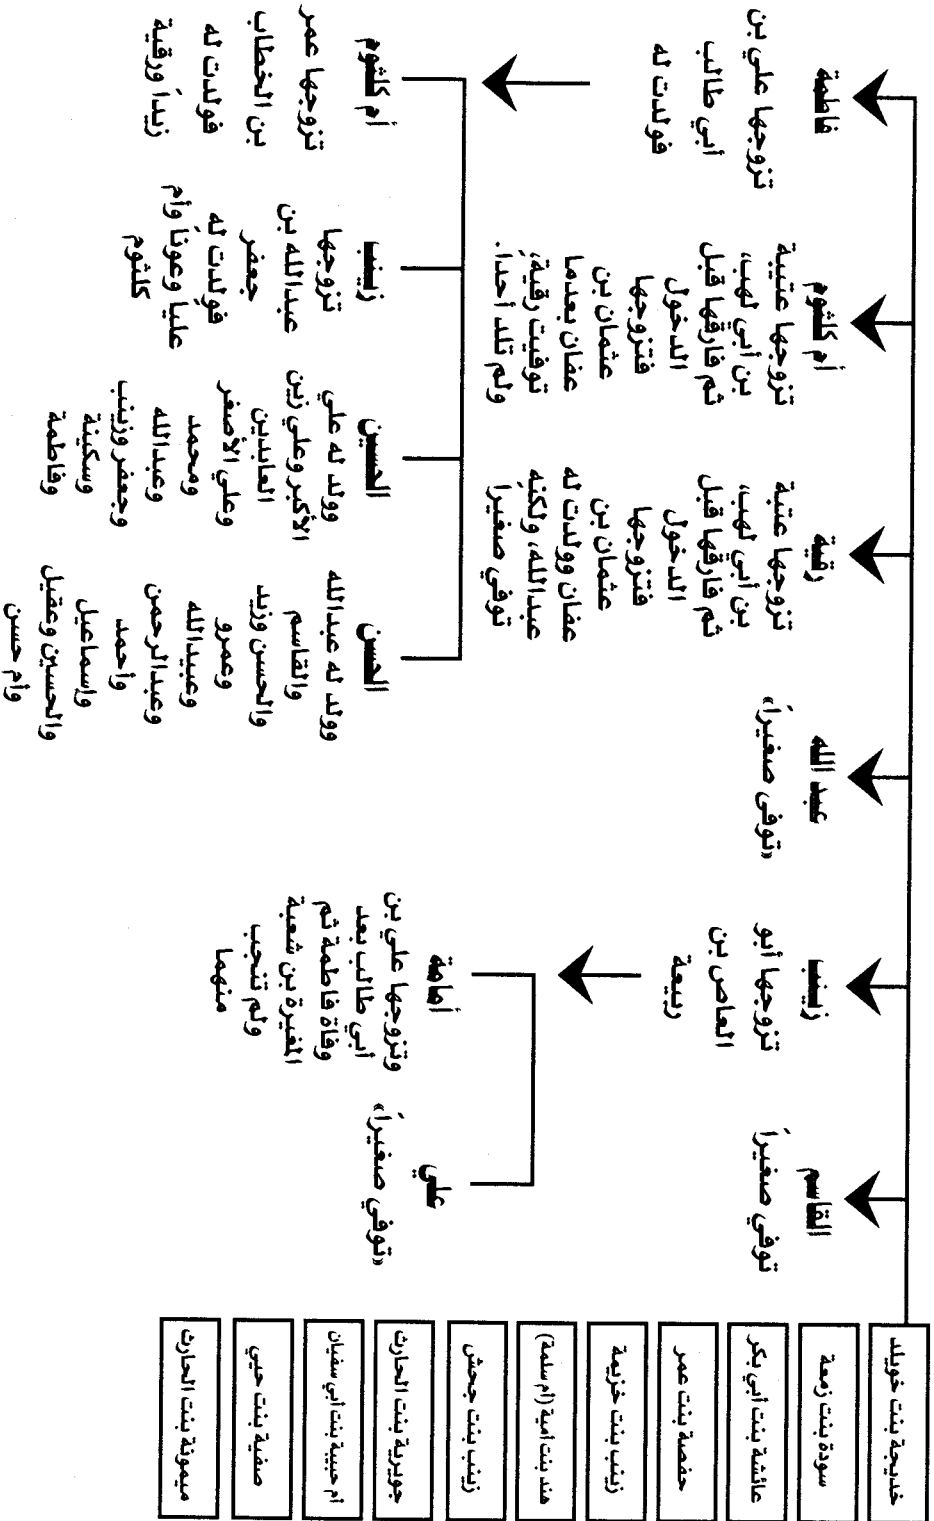 خديجة بنت خويلد
سودة بنت زمعة
عائشة بنت أبي بكر
حفصة بنت عمر
زينب بنت خزيمة
هند بنت أمية (أم سلمة)
زينب بنت جحش
جويرية بنت الحارث
أم حبيبة بنت أبي سفيان
صفية بنت حيي
ميمونة بنت الحارث
القاسم
توفي صغيراً
زينب
تزوجها أبو
العاص بن
ربيعة
عبد الله
«توفى صغيراً»
رقية
تزوجها عتبة
بن أبي لهب،
ثم فارقها قبل
الدخول
فتزوجها
عثمان بن
عفان وولدت له
عبدالله، ولكنه
توفي صغيراً
أم كلثوم
تزوجها عتيبة
بن أبي لهب،
ثم فارقها قبل
الدخول
فتزوجها
عثمان بن
عفان بعدما
توفيت رقية،
ولم تلد أحداً.
فاطمة
تزوجها علي بن
أبي طالب
فولدت له
علي
«توفي صغيراً»
أمامة
وتزوجها علي بن
أبي طالب بعد
وفاة فاطمة ثم
المغيرة بن شعبة
ولم تنجب
منهما
الحسن
وولد له عبدالله
والقاسم
والحسن وزيد
وعمرو
وعبيدالله
وعبدالرحمن
وأحمد
وإسماعيل
والحسين وعقيل
وأم حسن
الحسين
وولد له علي
الأكبر وعلي زين
العابدين
وعلي الأصغر
ومحمد
وعبدالله
وجعفر وزينب
وسكينة
وفاطمة
زينب
تزوجها
عبدالله بن
جعفر
فولدت له
عليا وعوناً وأم
كلثوم
أم كلثوم
تزوجها عمر
بن الخطاب
فولدت له
زيداً ورقية